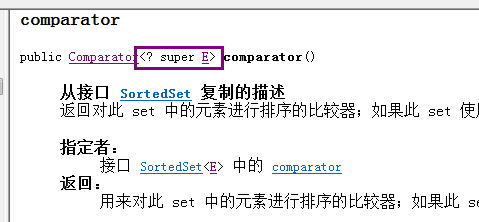 comparator
public Comparator<? super E> comparator()
从接口 SortedSet 复制的描述
返回对此 set 中的元素进行排序的比较器；如果此 set 使
指定者：
接口 SortedSet<E> 中的 comparator
返回：
用来对此 set 中的元素进行排序的比较器；如果此 se